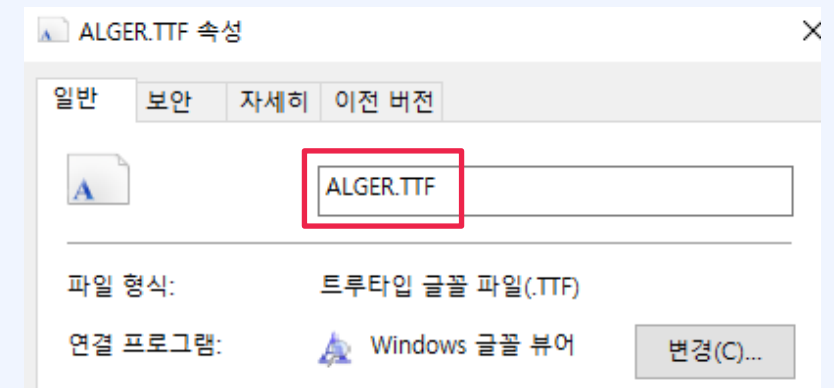 ALGER.TTF 속성
일반 보안 자세히 이전 버전
ALGER.TTF
파일 형식: 트루타입 글꼴 파일(.TTF)
연결 프로그램: Windows 글꼴 뷰어 변경(C)...